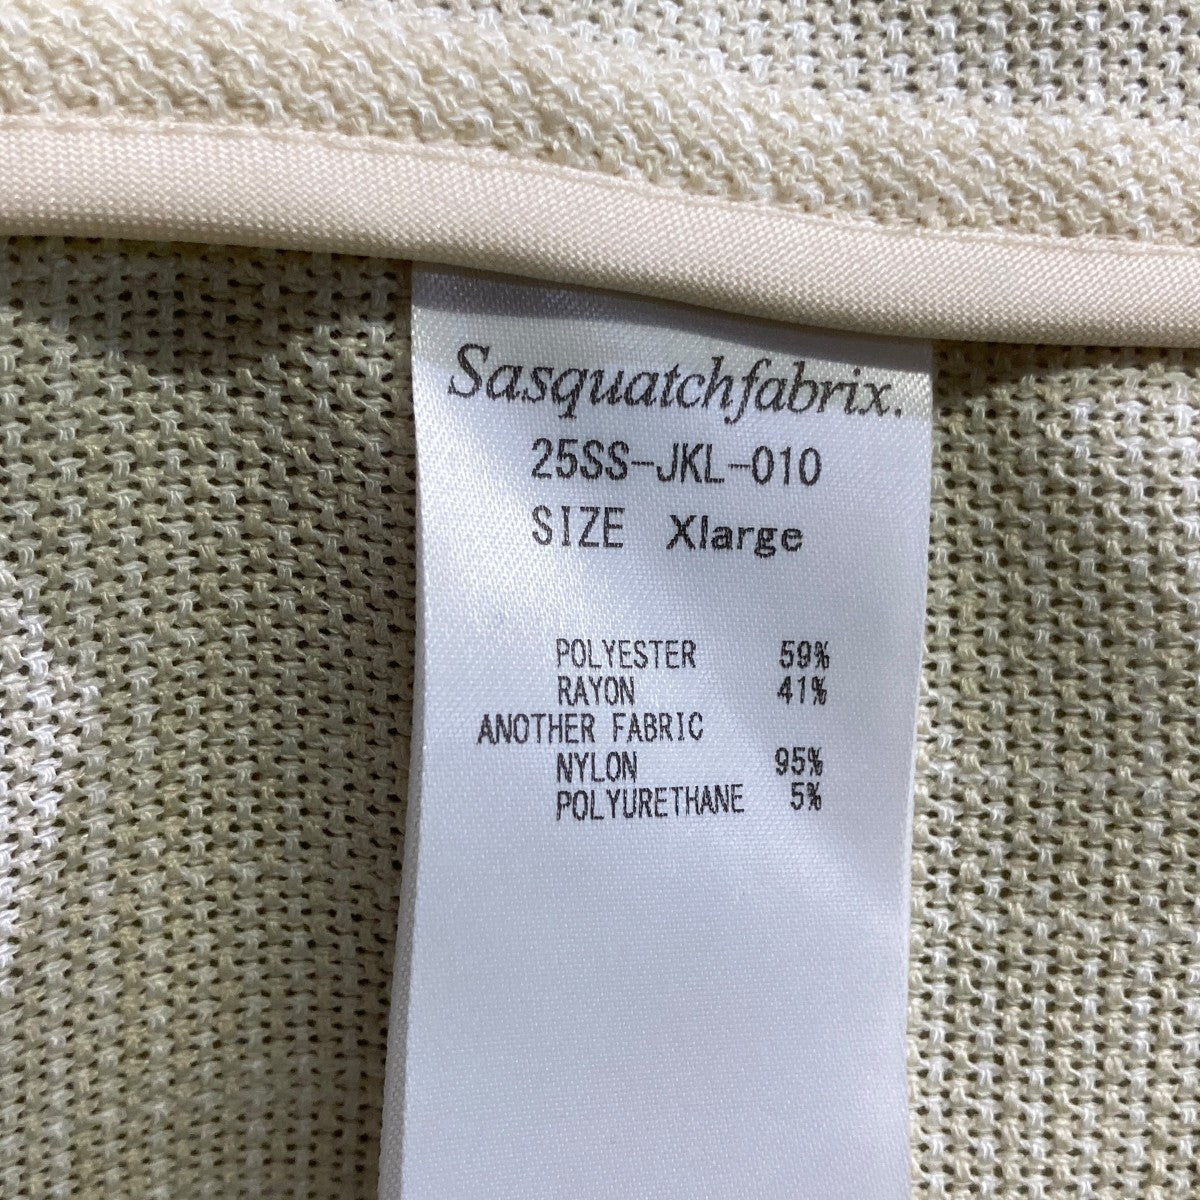 Sasquatchfabrix.
25SS-JKL-010
SIZE Xlarge
POLYESTER 59%
RAYON 41%
ANOTHER FABRIC
NYLON 95%
POLYURETHANE 5%